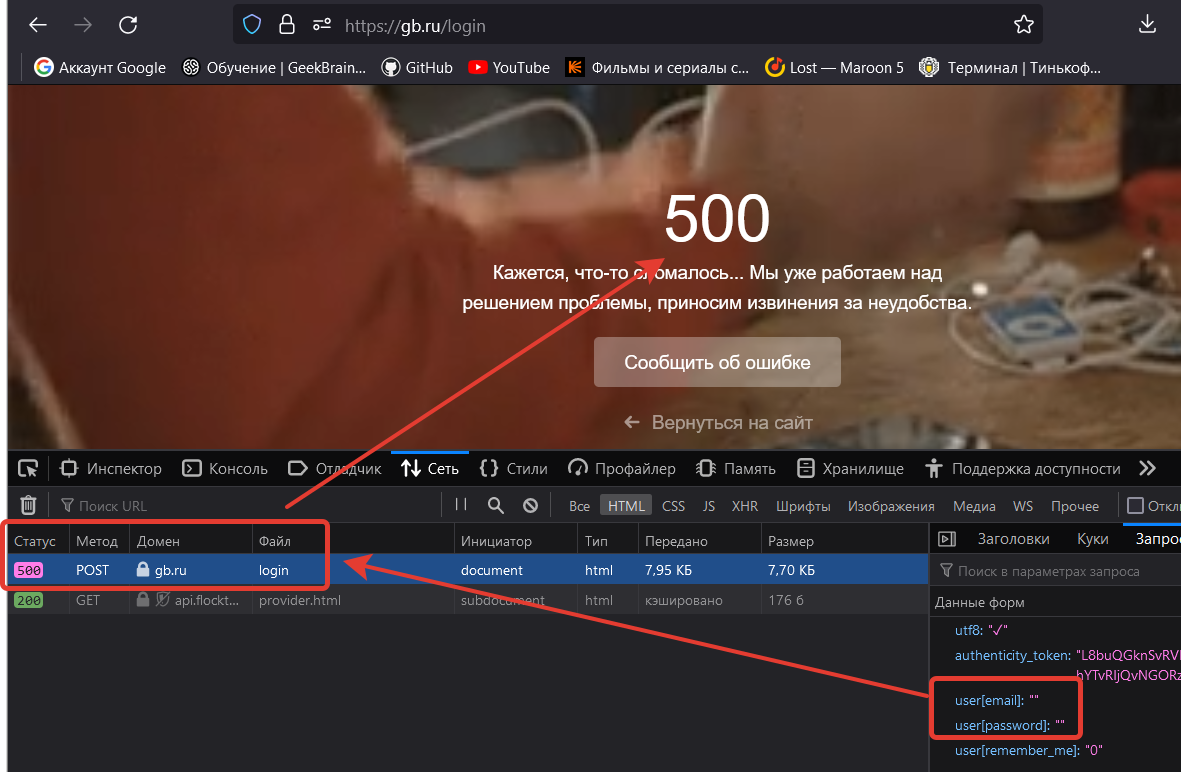 https://gb.ru/login
Аккаунт Google Обучение | GeekBrain... GitHub YouTube Фильмы и сериалы с... Lost — Maroon 5 Терминал | Тинькоф...
500
Кажется, что-то сломалось... Мы уже работаем над
решением проблемы, приносим извинения за неудобства.
Сообщить об ошибке
← Вернуться на сайт
Инспектор Консоль Отладчик Сеть Стили Профайлер Память Хранилище Поддержка доступности
Поиск URL Все HTML CSS JS XHR Шрифты Изображения Медиа WS Прочее Откл
Статус Метод Домен Файл Инициатор Тип Передано Размер Заголовки Куки Запро
500 POST gb.ru login document html 7,95 КБ 7,70 КБ
Поиск в параметрах запроса
200 GET api.flockt... provider.html subdocument html кэшировано 176 б
Данные форм
utf8: "✓"
authenticity_token: "L8buQGknSvRV
hYTvRIjQvNGORz
user[email]: ""
user[password]: ""
user[remember_me]: "0"